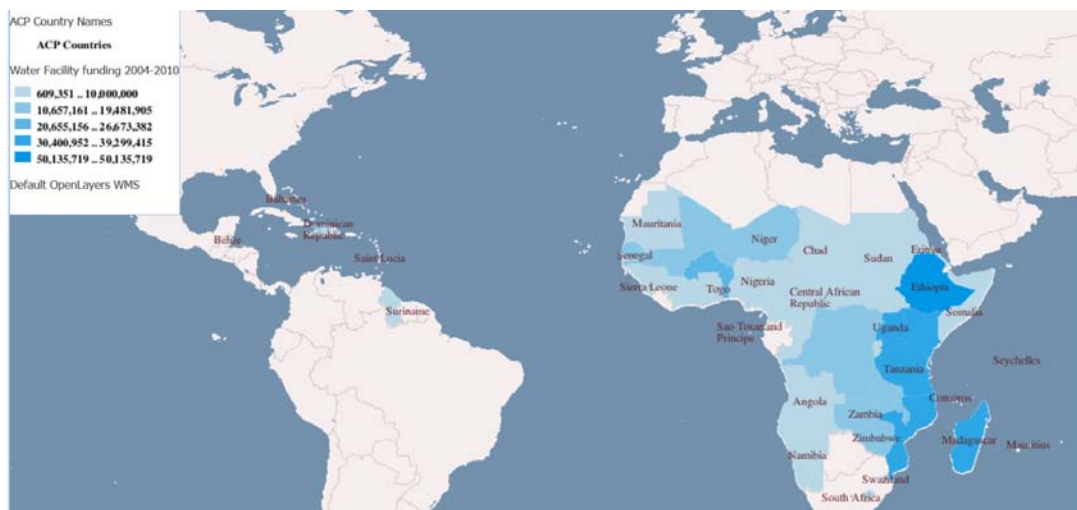 ACP Country Names
ACP Countries
Water Facility funding 2004-2010
609,351 .. 10,000,000
10,657,161 .. 19,481,905
20,655,156 .. 26,673,382
30,400,952 .. 39,299,415
50,135,719 .. 50,135,719
Default OpenLayers WMS
Bahamas
Dominican
Republic
Belize
Saint Lucia
Suriname
Mauritania
Niger
Chad
Sudan
Eritrea
Senegal
Sierra Leone
Togo
Nigeria
Central African
Republic
Ethiopia
Somalia
Sao Tome and
Principe
Uganda
Seychelles
Tanzania
Angola
Comoros
Zambia
Zimbabwe
Madagascar
Mauritius
Namibia
Swaziland
South Africa